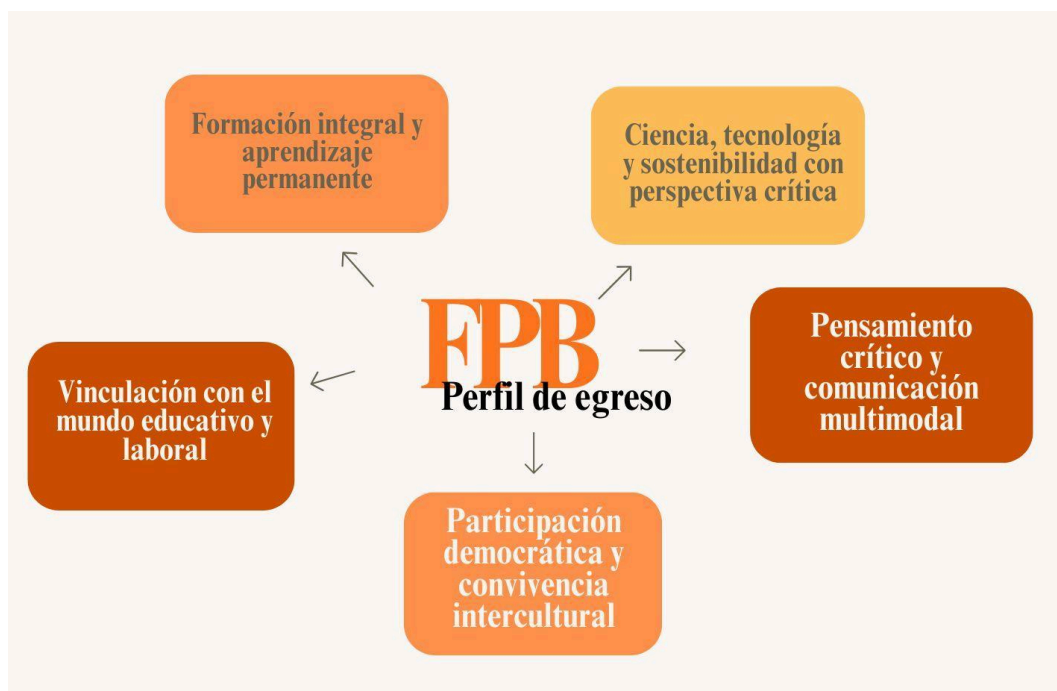 Formación integral y
aprendizaje
permanente
Ciencia, tecnología
y sostenibilidad con
perspectiva crítica
FPB
Perfil de egreso
Pensamiento
crítico y
comunicación
multimodal
Vinculación con el
mundo educativo y
laboral
Participación
democrática y
convivencia
intercultural